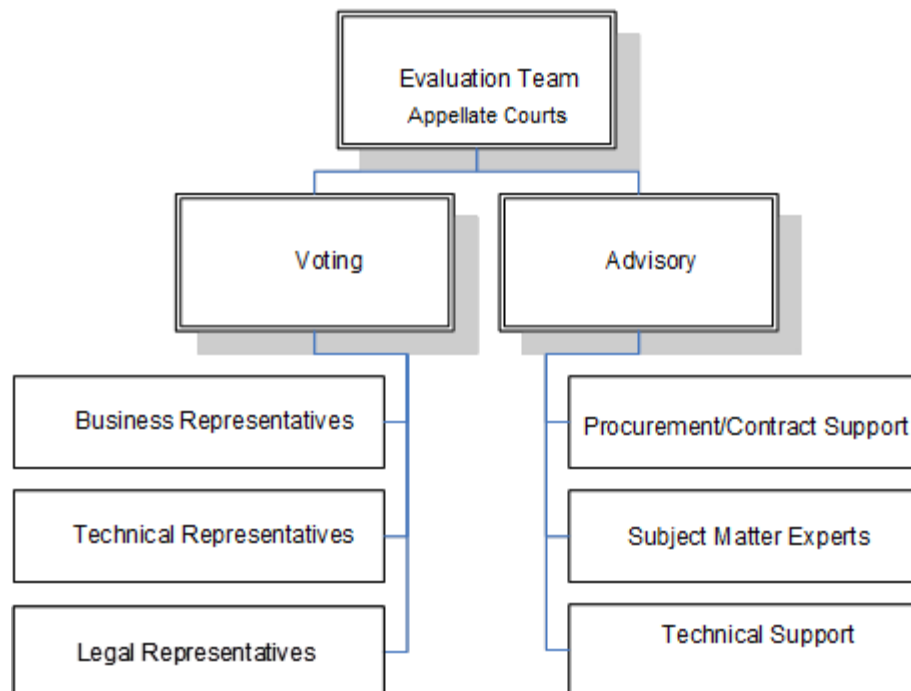 Evaluation Team
Appellate Courts
Voting
Advisory
Business Representatives
Procurement/Contract Support
Technical Representatives
Subject Matter Experts
Legal Representatives
Technical Support